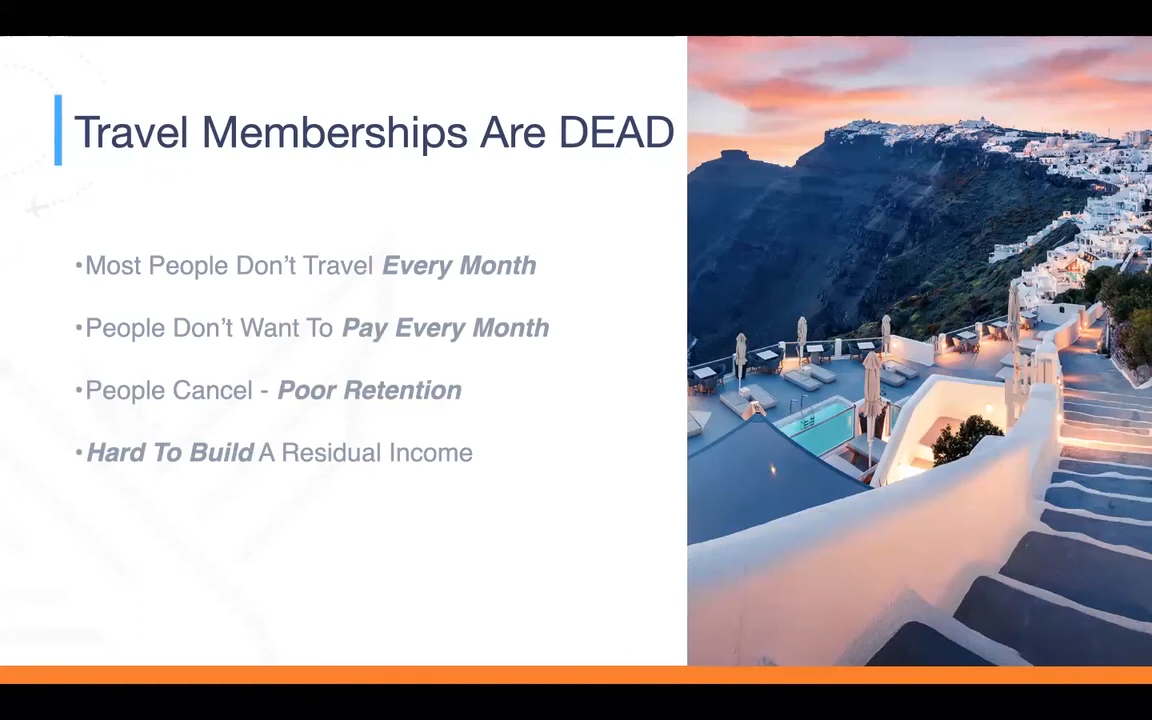 Travel Memberships Are DEAD
•Most People Don’t Travel Every Month
•People Don’t Want To Pay Every Month
•People Cancel - Poor Retention
•Hard To Build A Residual Income